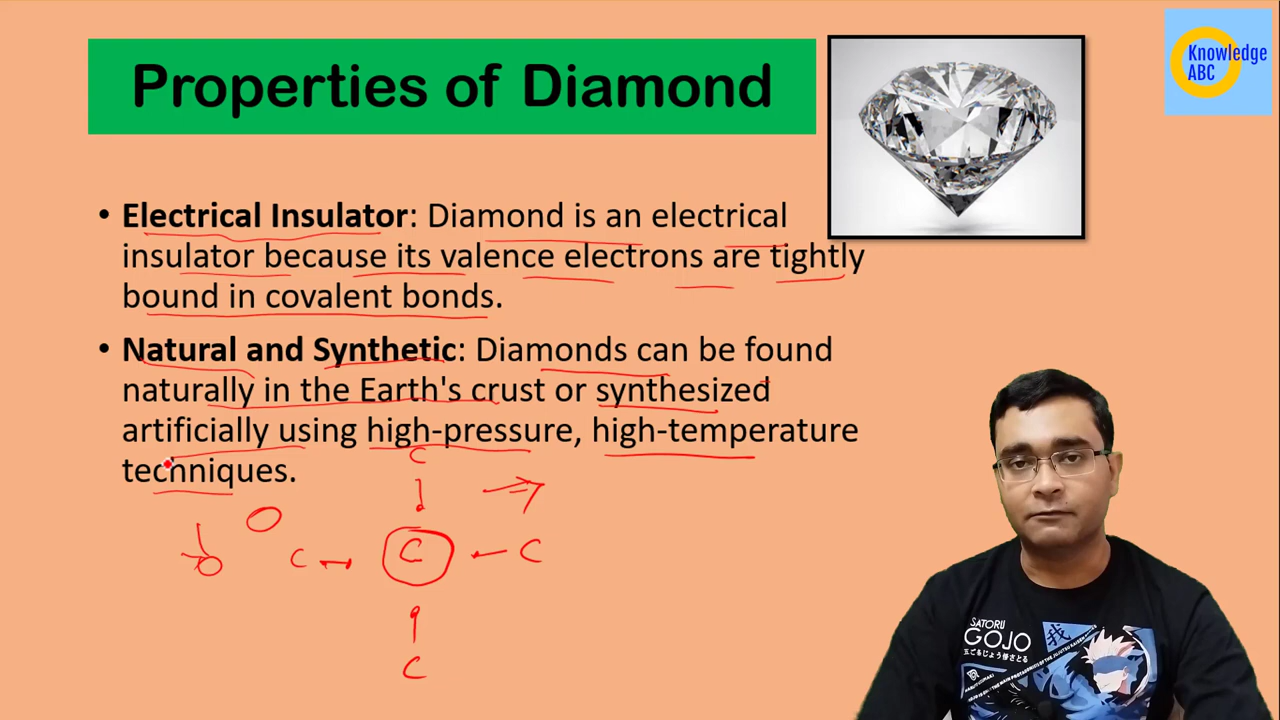 Properties of Diamond
Knowledge
ABC
• Electrical Insulator: Diamond is an electrical
insulator because its valence electrons are tightly
bound in covalent bonds.
• Natural and Synthetic: Diamonds can be found
naturally in the Earth's crust or synthesized
artificially using high-pressure, high-temperature
techniques.
C
C C C
C
SATORU
GOJO
我